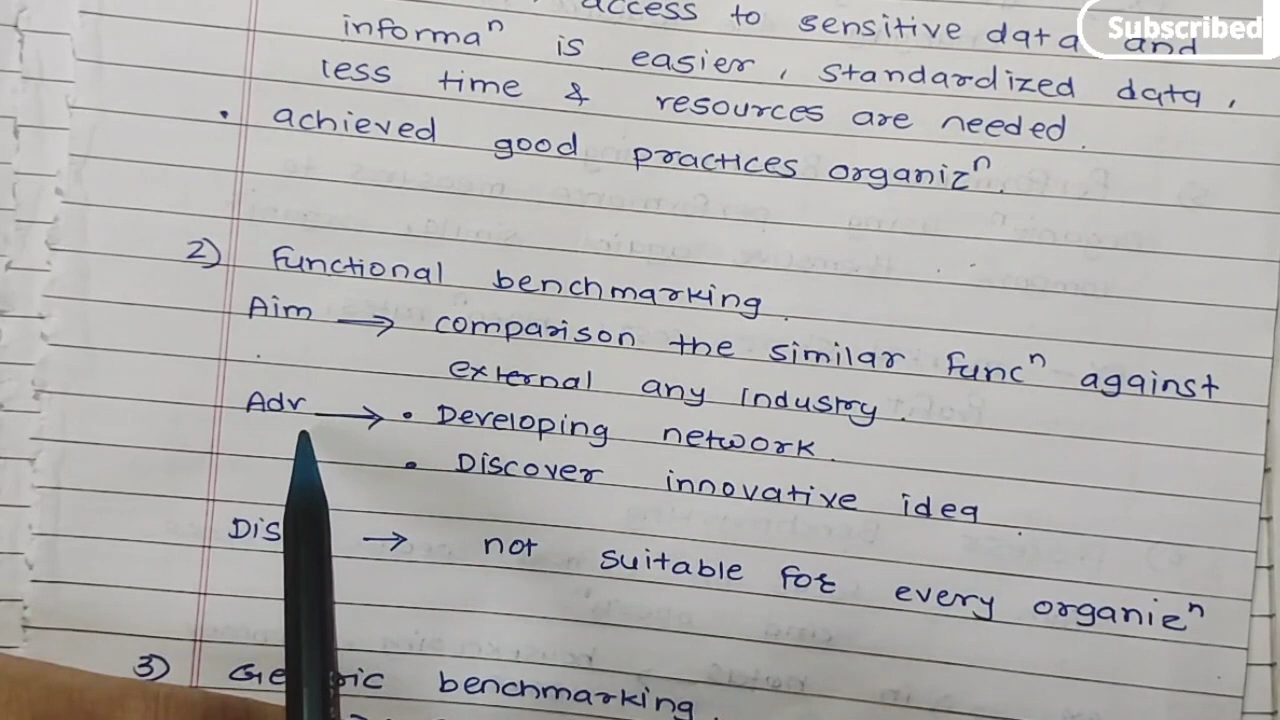 access to sensitive data and
Subscribed
informaⁿ is easier, standardized data,
less time & resources are needed.
• achieved good practices organizⁿ.
2) Functional benchmarking.
Aim → comparison the similar funcⁿ against
external any Industry.
Adv → • Developing network.
• Discover innovative idea.
Dis → not suitable for every organizⁿ
3) benchmarking.